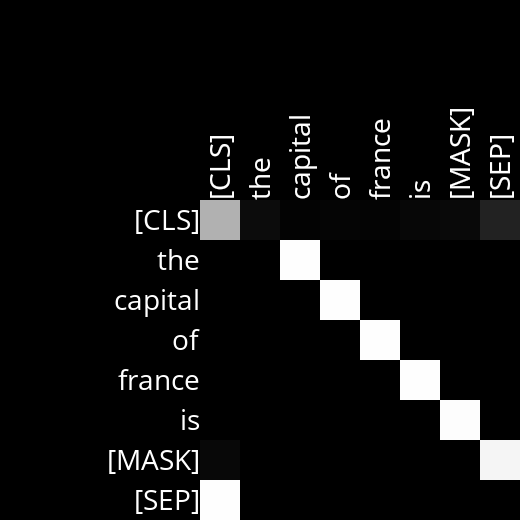 [CLS] the capital of france is [MASK] [SEP]
[CLS]
the
capital
of
france
is
[MASK]
[SEP]